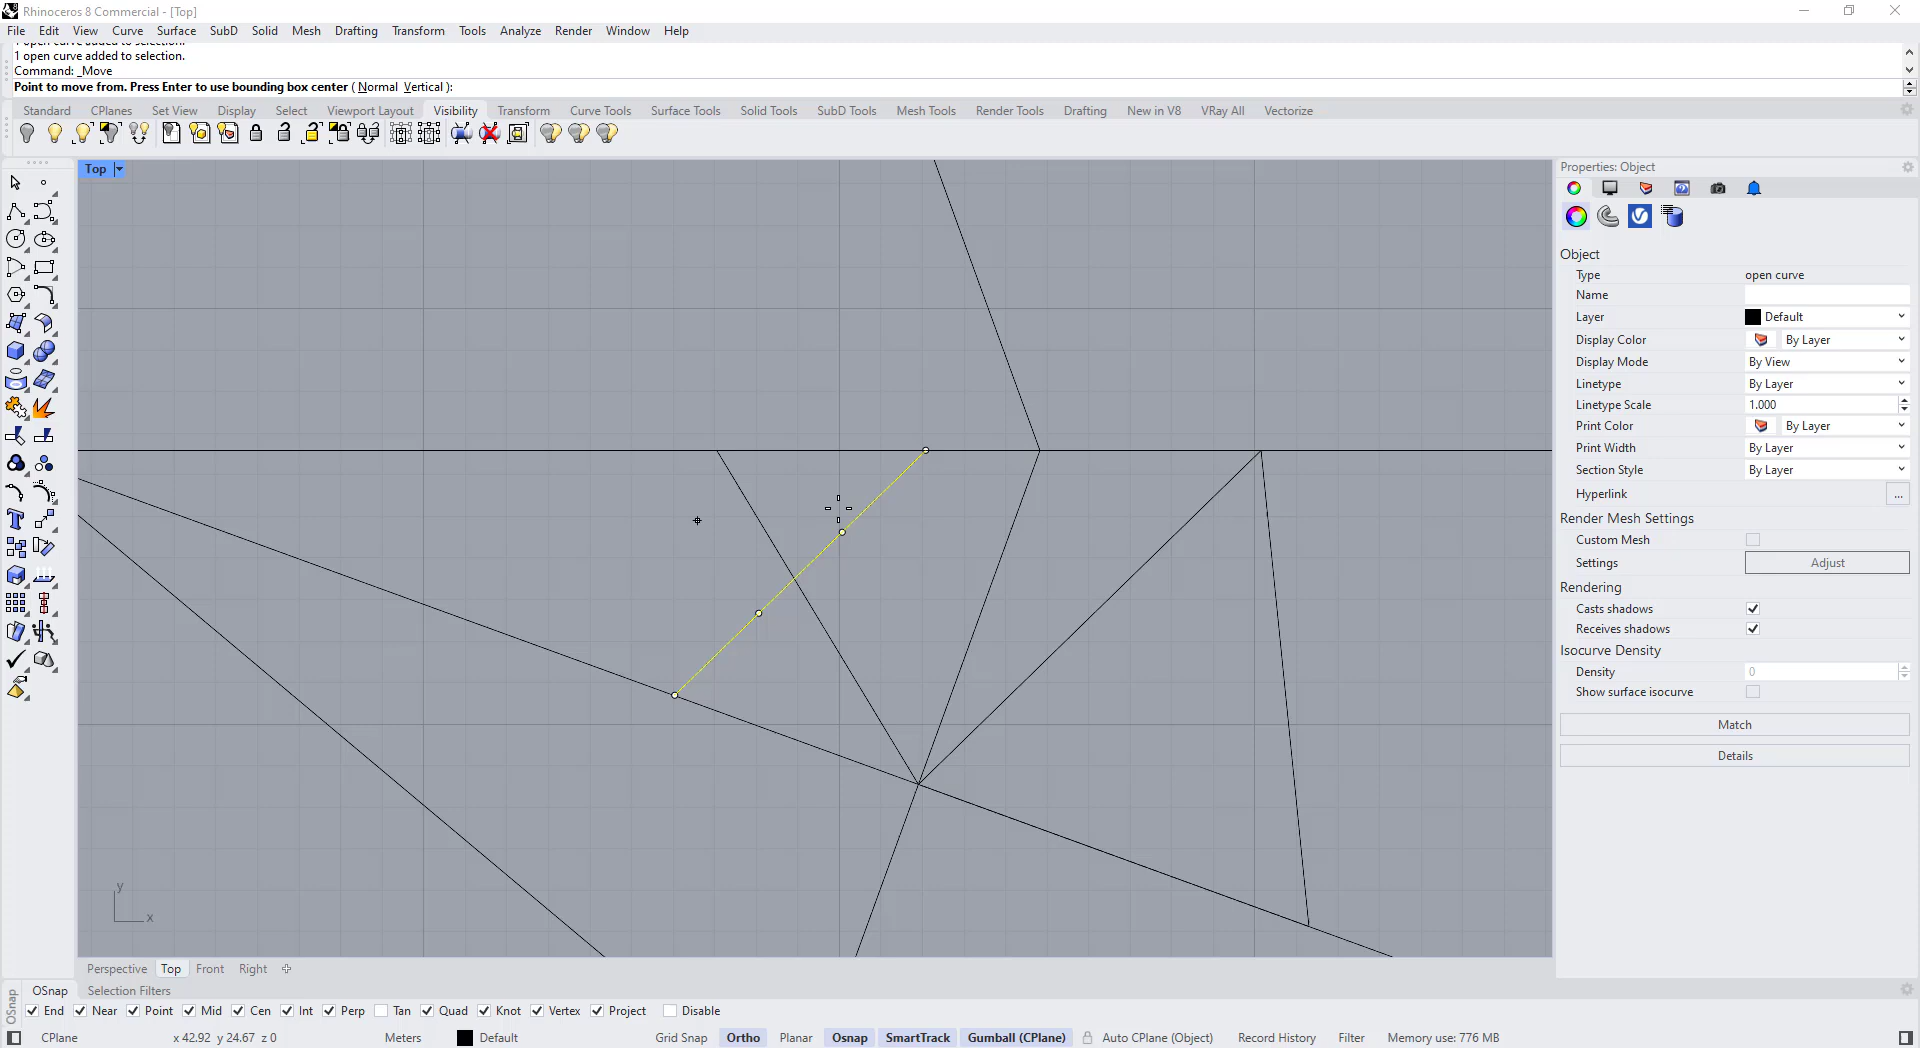 Rhinoceros 8 Commercial - [Top]
File Edit View Curve Surface SubD Solid Mesh Drafting Transform Tools Analyze Render Window Help
1 open curve added to selection.
1 open curve added to selection.
Command: _Move
Point to move from. Press Enter to use bounding box center ( Normal Vertical ):
Standard CPlanes Set View Display Select Viewport Layout Visibility Transform Curve Tools Surface Tools Solid Tools SubD Tools Mesh Tools Render Tools Drafting New in V8 VRay All Vectorize
Top
Properties: Object
Object
Type open curve
Name
Layer Default
Display Color By Layer
Display Mode By View
Linetype By Layer
Linetype Scale 1.000
Print Color By Layer
Print Width By Layer
Section Style By Layer
Hyperlink ...
Render Mesh Settings
Custom Mesh
Settings Adjust
Rendering
Casts shadows
Receives shadows
Isocurve Density
Density 0
Show surface isocurve
Match
Details
y
x
Perspective Top Front Right
OSnap Selection Filters
OSnap
End Near Point Mid Cen Int Perp Tan Quad Knot Vertex Project Disable
CPlane x 42.92 y 24.67 z 0 Meters Default Grid Snap Ortho Planar Osnap SmartTrack Gumball (CPlane) Auto CPlane (Object) Record History Filter Memory use: 776 MB